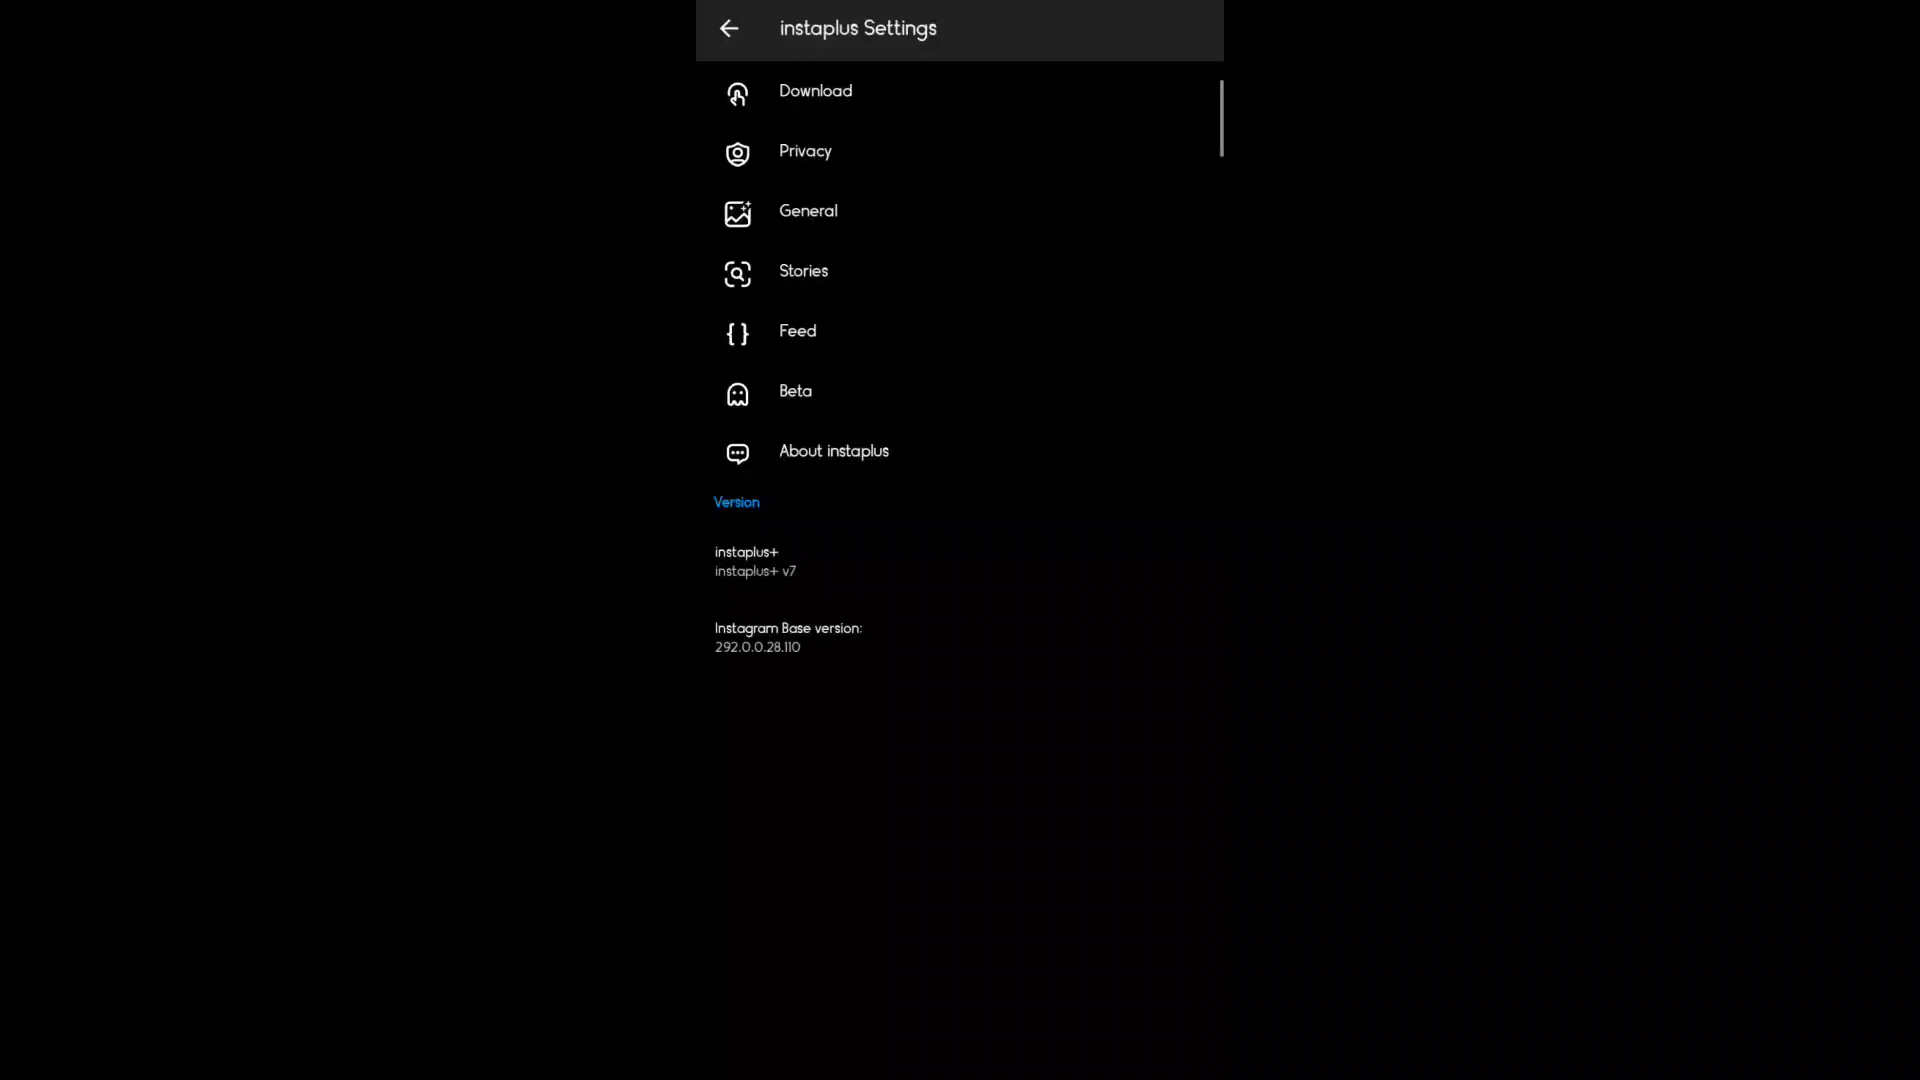 instaplus Settings
Download
Privacy
General
Stories
Feed
Beta
About instaplus
Version
instaplus+
instaplus+ v7
Instagram Base version:
292.0.0.28.110